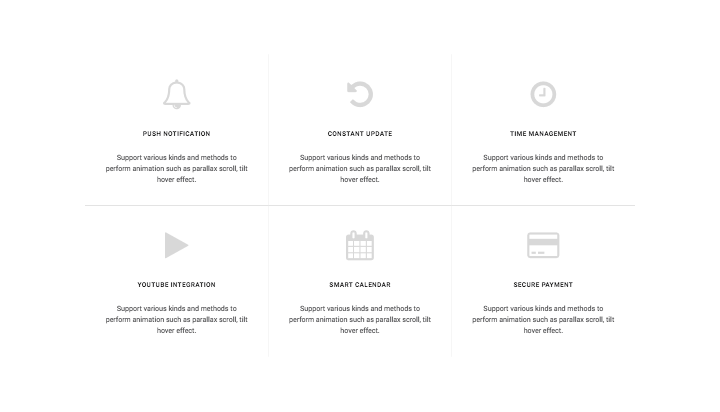 PUSH NOTIFICATION
Support various kinds and methods to
perform animation such as parallax scroll, tilt
hover effect.
CONSTANT UPDATE
Support various kinds and methods to
perform animation such as parallax scroll, tilt
hover effect.
TIME MANAGEMENT
Support various kinds and methods to
perform animation such as parallax scroll, tilt
hover effect.
YOUTUBE INTEGRATION
Support various kinds and methods to
perform animation such as parallax scroll, tilt
hover effect.
SMART CALENDAR
Support various kinds and methods to
perform animation such as parallax scroll, tilt
hover effect.
SECURE PAYMENT
Support various kinds and methods to
perform animation such as parallax scroll, tilt
hover effect.